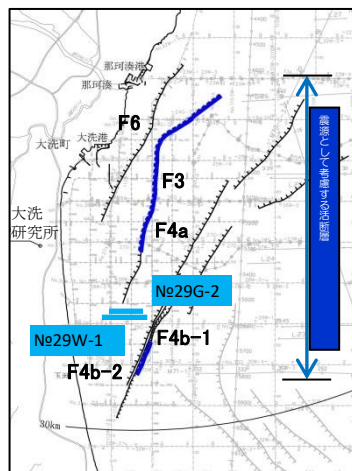 那珂湊港
那珂湊
F6
大洗町
大洗港
F3
大洗
研究所
F4a
№29G-2
№29W-1
F4b-1
F4b-2
30km
震源として考慮する活断層